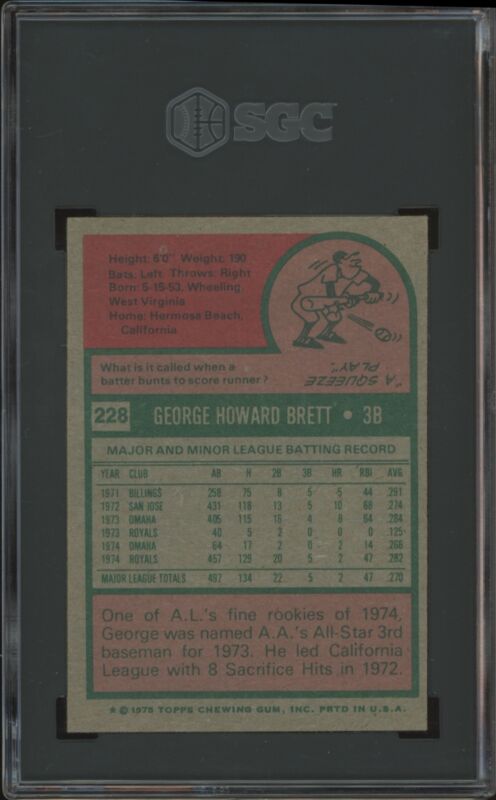 SGC
Height: 6'0" Weight: 190
Bats: Left Throws: Right
Born: 5-15-53, Wheeling,
West Virginia
Home: Hermosa Beach,
California
What is it called when a
batter bunts to score runner?
"A SQUEEZE
PLAY".
228 GEORGE HOWARD BRETT • 3B
MAJOR AND MINOR LEAGUE BATTING RECORD
YEAR CLUB AB H 2B 3B HR RBI AVG.
1971 BILLINGS 258 75 8 5 5 44 .291
1972 SAN JOSE 431 118 13 5 10 68 .274
1973 OMAHA 405 115 16 4 8 64 .284
1973 ROYALS 40 5 2 0 0 0 .125
1974 OMAHA 64 17 2 0 2 14 .266
1974 ROYALS 457 129 20 5 2 47 .282
MAJOR LEAGUE TOTALS 497 134 22 5 2 47 .270
One of A.L.'s fine rookies of 1974,
George was named A.A.'s All-Star 3rd
baseman for 1973. He led California
League with 8 Sacrifice Hits in 1972.
* © 1975 TOPPS CHEWING GUM, INC. PRTD IN U.S.A.